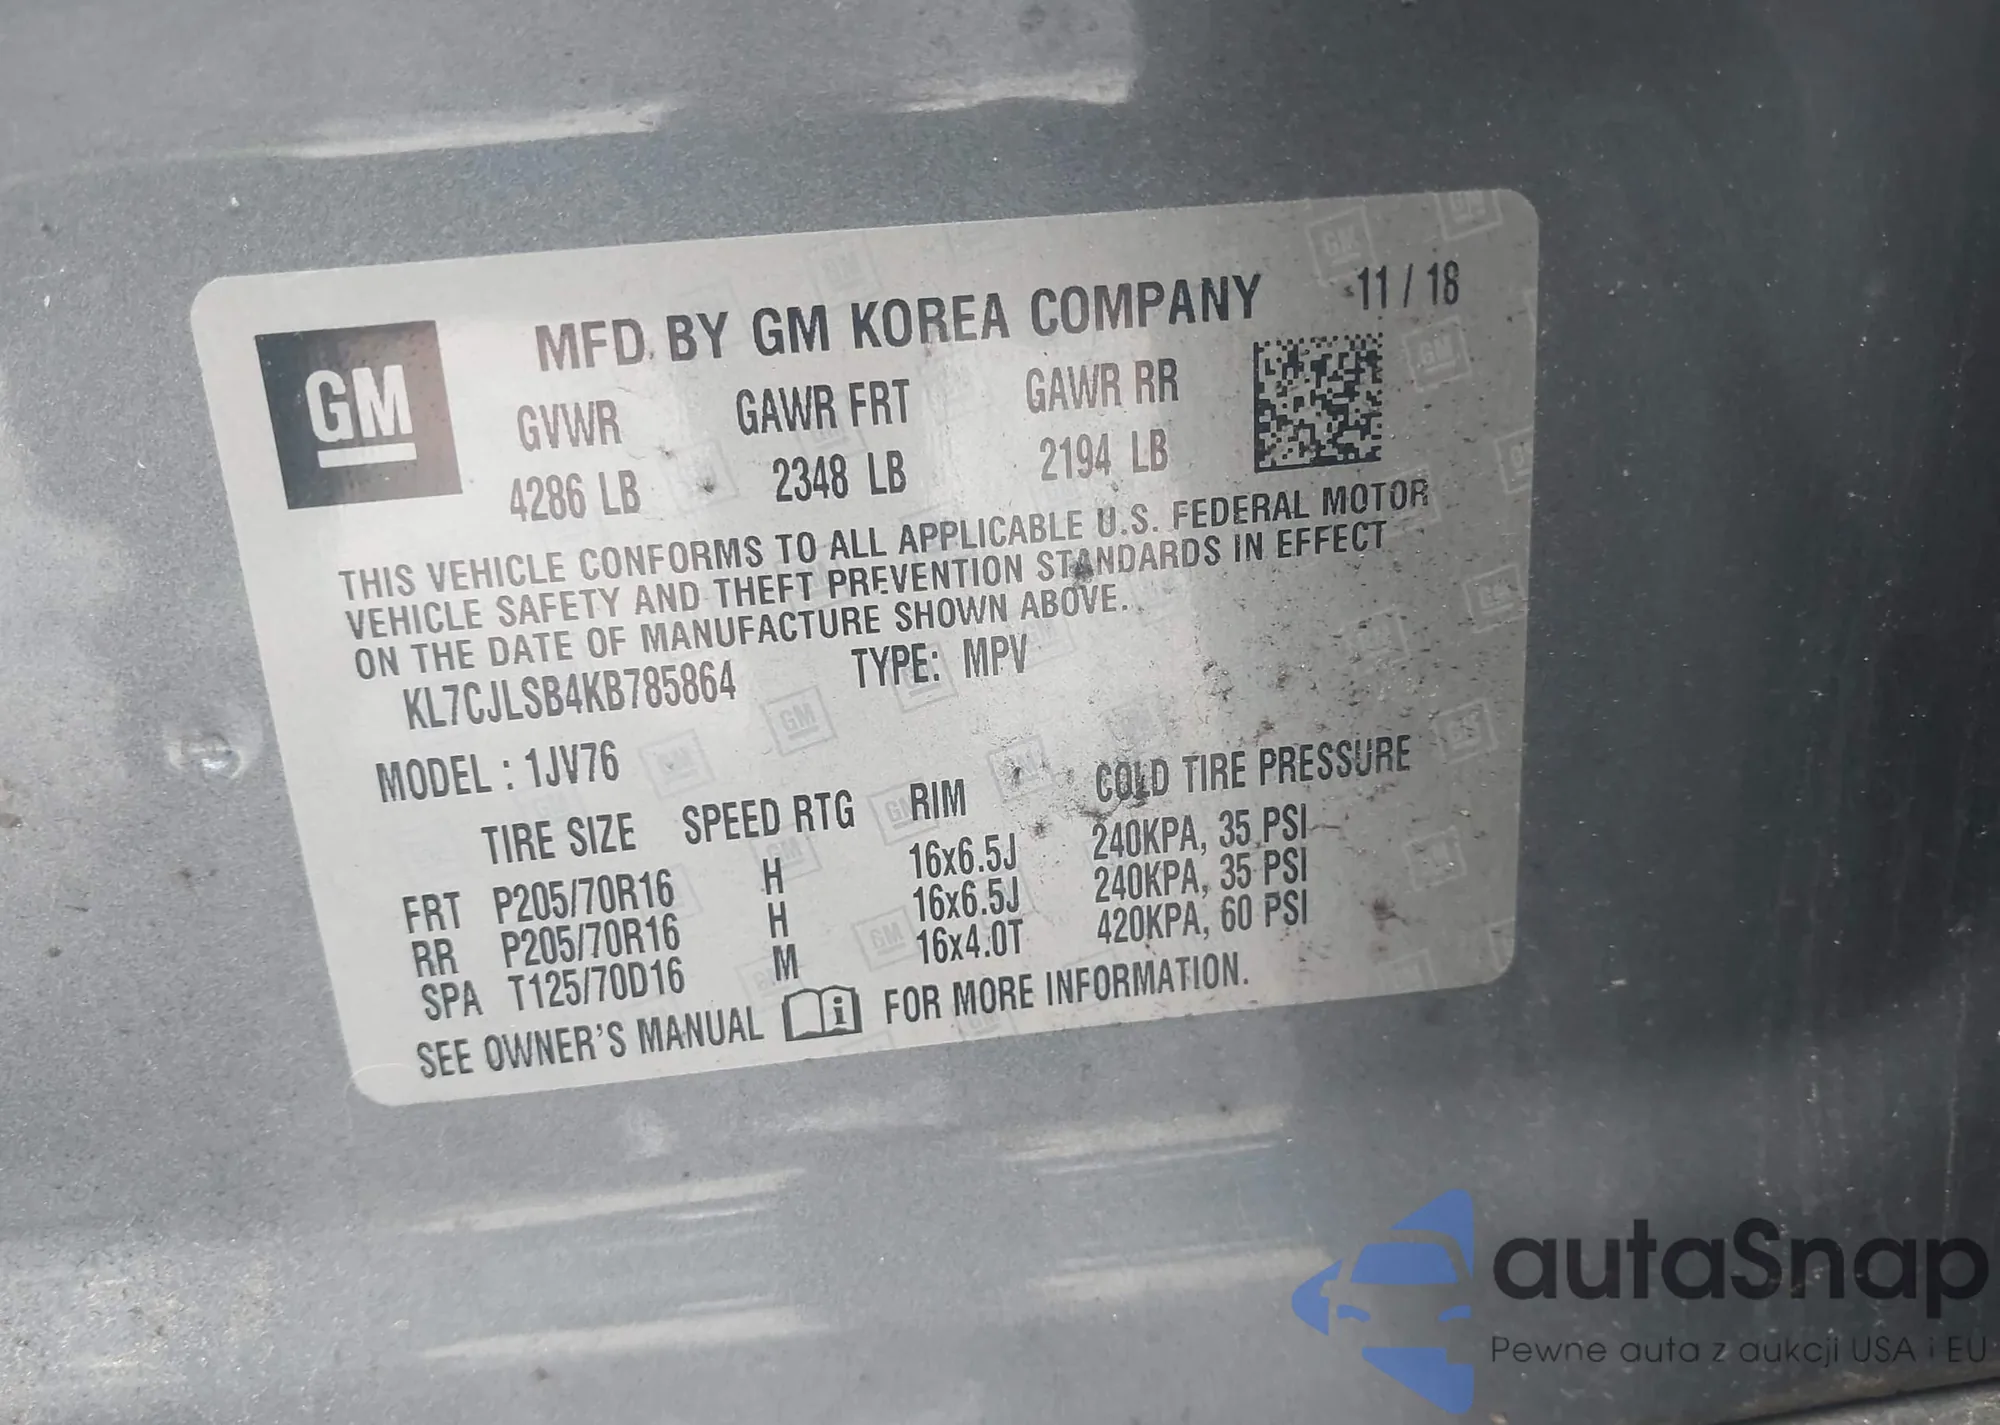 MFD. BY GM KOREA COMPANY 11 / 18
GM
GVWR GAWR FRT GAWR RR
4286 LB 2348 LB 2194 LB
THIS VEHICLE CONFORMS TO ALL APPLICABLE U.S. FEDERAL MOTOR
VEHICLE SAFETY AND THEFT PREVENTION STANDARDS IN EFFECT
ON THE DATE OF MANUFACTURE SHOWN ABOVE.
KL7CJLSB4KB785864 TYPE: MPV
MODEL : 1JV76
TIRE SIZE SPEED RTG RIM COLD TIRE PRESSURE
FRT P205/70R16 H 16x6.5J 240KPA, 35 PSI
RR P205/70R16 H 16x6.5J 240KPA, 35 PSI
SPA T125/70D16 M 16x4.0T 420KPA, 60 PSI
SEE OWNER'S MANUAL i FOR MORE INFORMATION.
autaSnap
Pewne auta z aukcji USA i EU